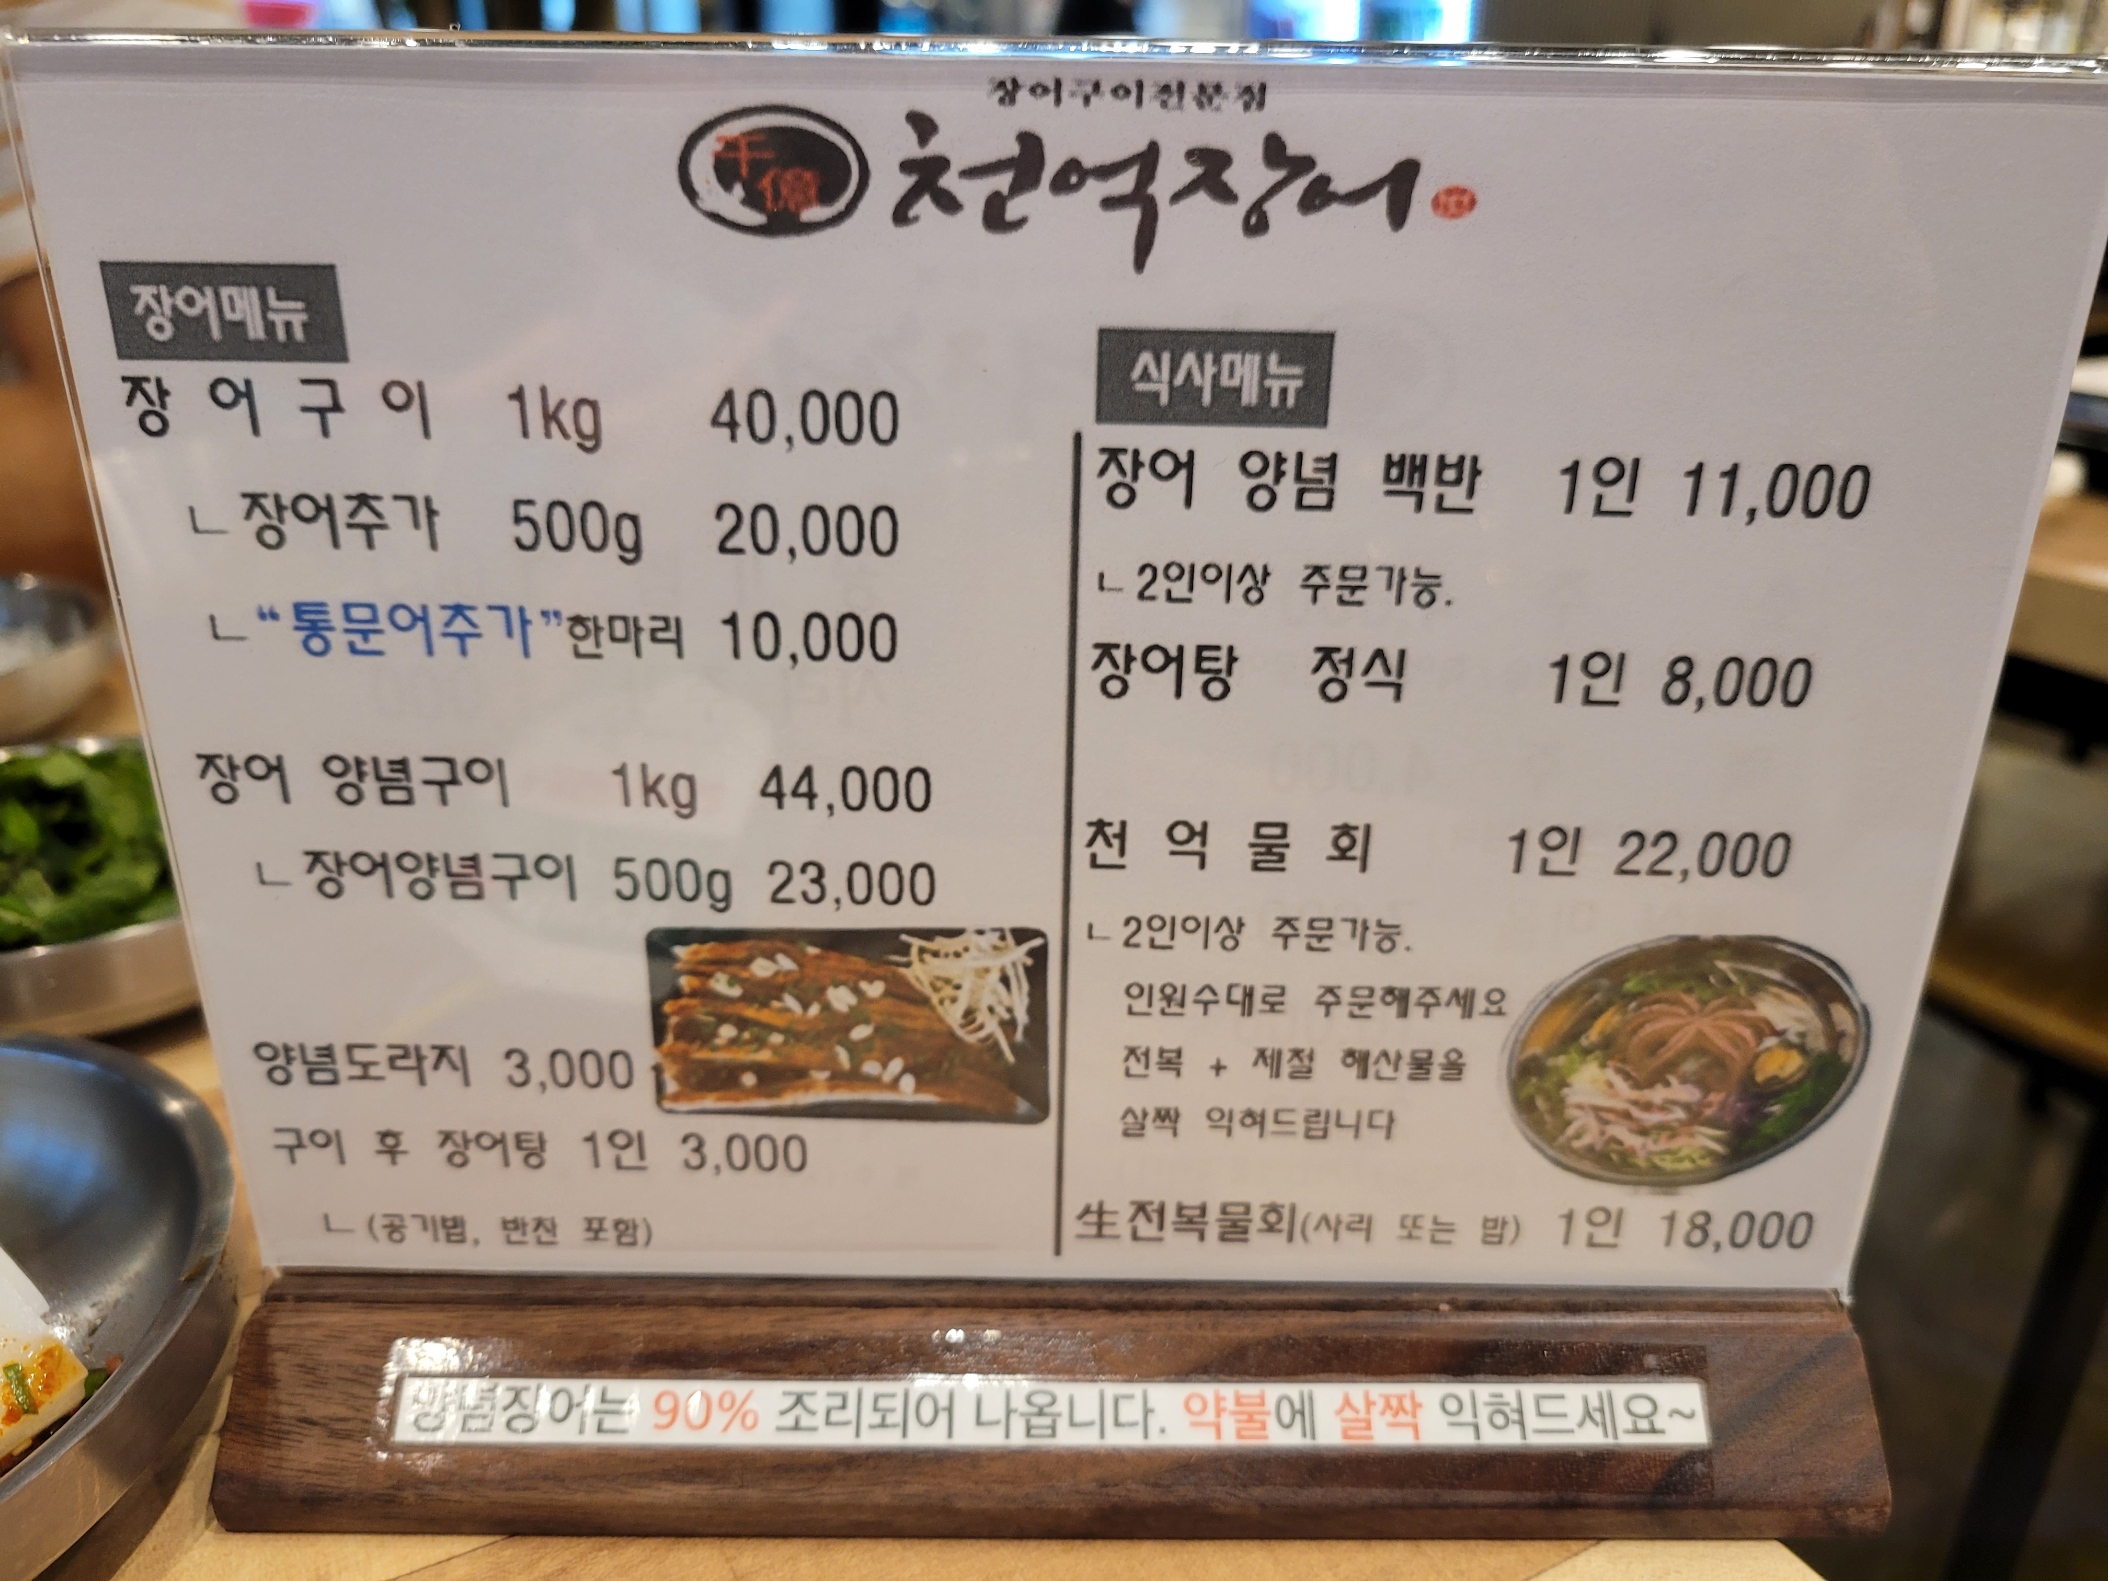 장어구이전문점
千億 천억장어
장어메뉴
장 어 구 이 1kg 40,000
ㄴ장어추가 500g 20,000
ㄴ“통문어추가”한마리 10,000
장어 양념구이 1kg 44,000
ㄴ장어양념구이 500g 23,000
양념도라지 3,000
구이 후 장어탕 1인 3,000
ㄴ(공기밥, 반찬 포함)
식사메뉴
장어 양념 백반 1인 11,000
ㄴ2인이상 주문가능.
장어탕 정식 1인 8,000
천 억 물 회 1인 22,000
ㄴ2인이상 주문가능.
인원수대로 주문해주세요
전복 + 제철 해산물을
살짝 익혀드립니다
生전복물회(사리 또는 밥) 1인 18,000
양념장어는 90% 조리되어 나옵니다. 약불에 살짝 익혀드세요~